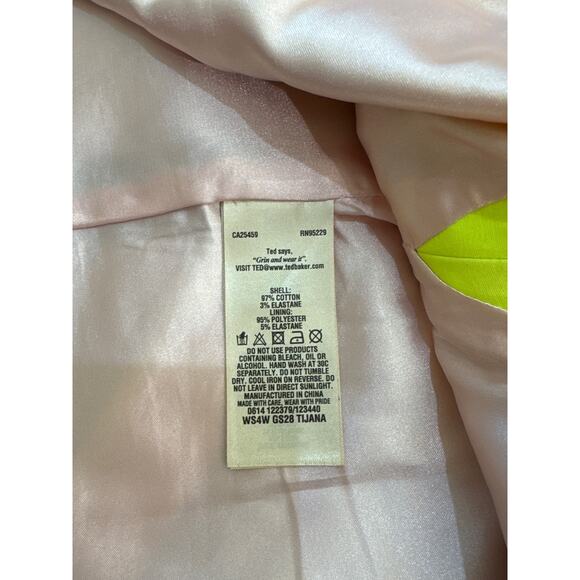 CA25459 RN95229
Ted says,
"Grin and wear it".
VISIT TED@www.tedbaker.com
SHELL:
97% COTTON
3% ELASTANE
LINING:
95% POLYESTER
5% ELASTANE
DO NOT USE PRODUCTS
CONTAINING BLEACH, OIL OR
ALCOHOL. HAND WASH AT 30C
SEPARATELY. DO NOT TUMBLE
DRY. COOL IRON ON REVERSE. DO
NOT LEAVE IN DIRECT SUNLIGHT.
MANUFACTURED IN CHINA
MADE WITH CARE, WEAR WITH PRIDE
0614 122379/123440
WS4W GS28 TIJANA